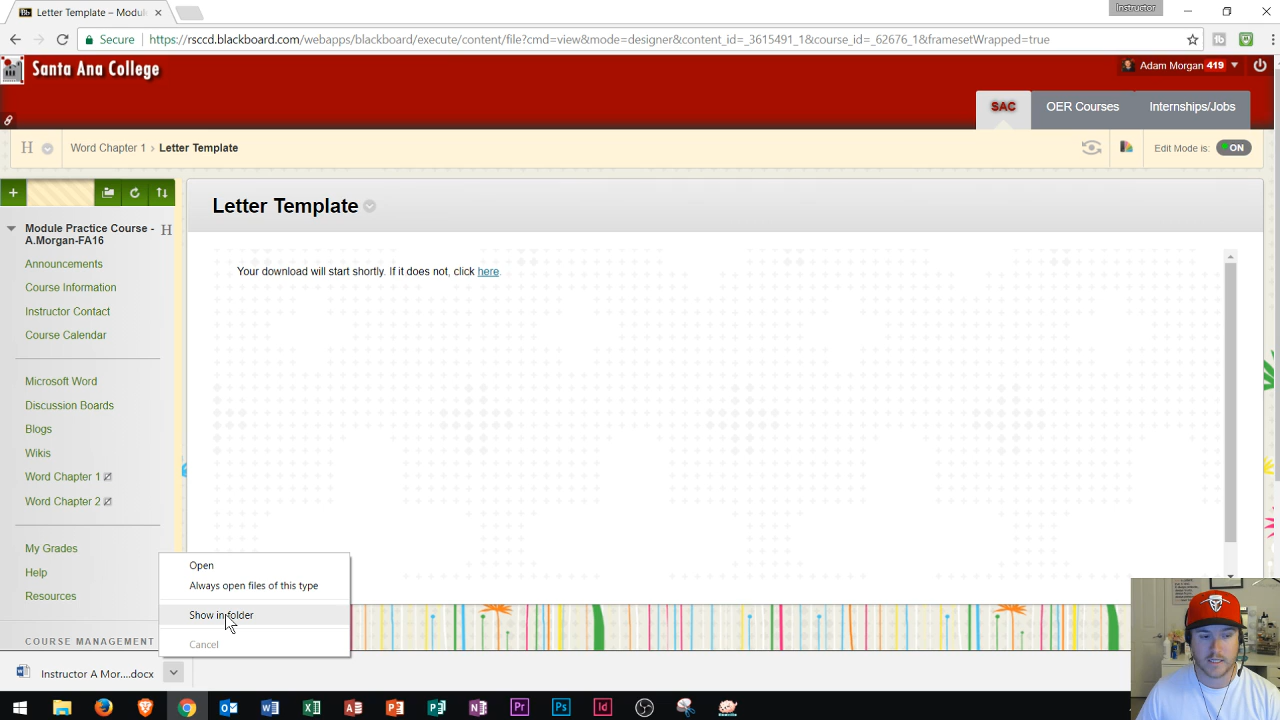 Letter Template – Modul
Instructor
Secure
https://rsccd.blackboard.com/webapps/blackboard/execute/content/file?cmd=view&mode=designer&content_id=_3615491_1&course_id=_62676_1&framesetWrapped=true
Santa Ana College
Adam Morgan 419
SAC OER Courses Internships/Jobs
Word Chapter 1 › Letter Template
Edit Mode is: ON
Module Practice Course -
A.Morgan-FA16
Announcements
Course Information
Instructor Contact
Course Calendar
Microsoft Word
Discussion Boards
Blogs
Wikis
Word Chapter 1
Word Chapter 2
My Grades
Help
Resources
COURSE MANAGEMENT
Letter Template
Your download will start shortly. If it does not, click here.
Open
Always open files of this type
Show in folder
Cancel
Instructor A Mor....docx